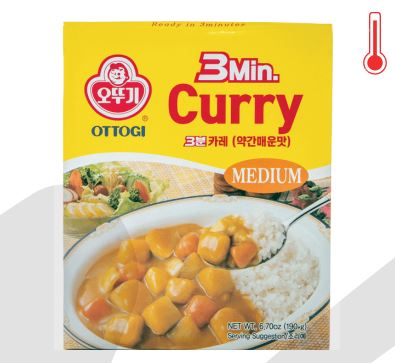 Ready in 3minutes
3Min.
오뚜기
®
OTTOGI
Curry
3분 카레 (약간매운맛)
MEDIUM
NET WT. 6.70oz (190g)
Serving Suggestion/조리예